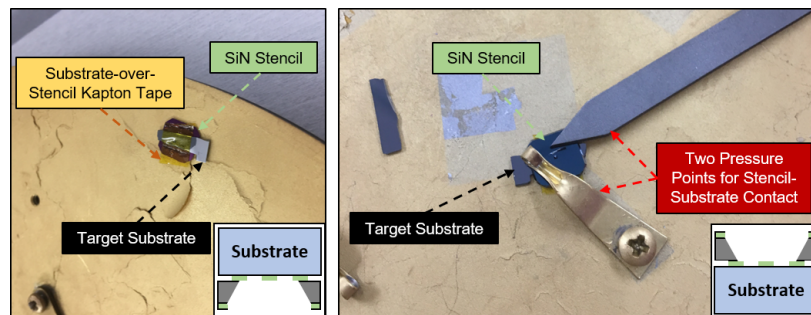 SiN Stencil
Substrate-over-
Stencil Kapton Tape
Target Substrate
Substrate
SiN Stencil
Two Pressure
Points for Stencil-
Substrate Contact
Target Substrate
Substrate